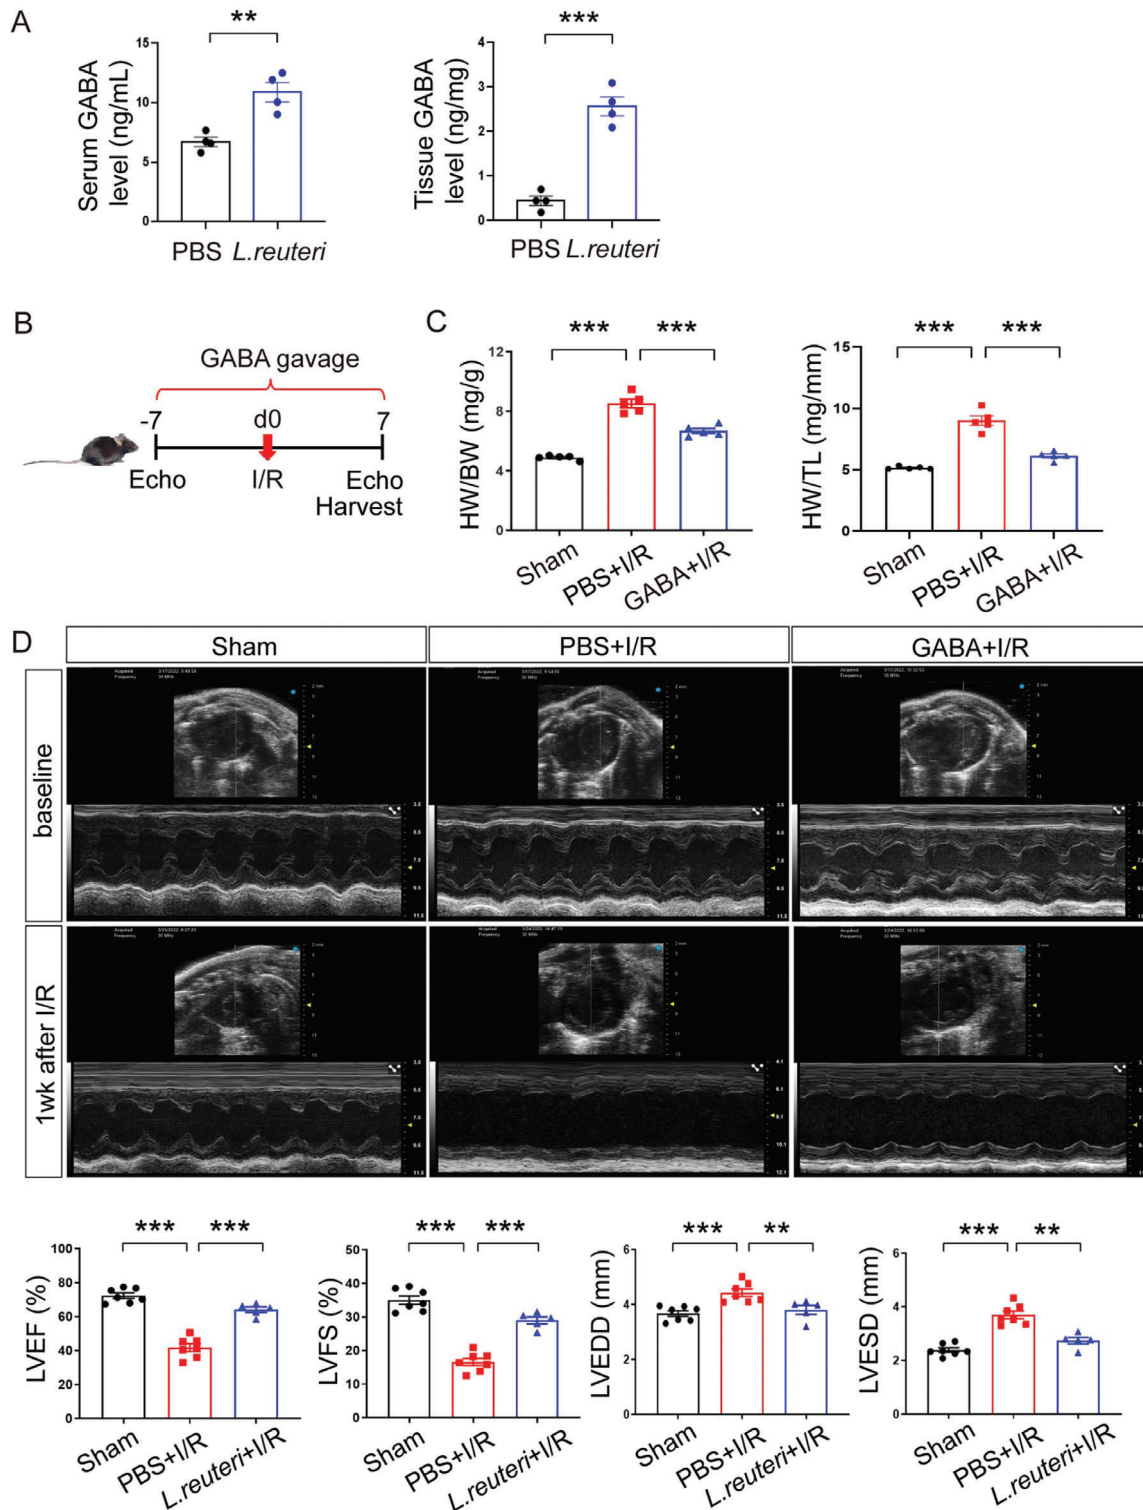 A
**
***
Serum GABA
level (ng/mL)
15
10
5
0
PBS L.reuteri
Tissue GABA
level (ng/mg)
4
3
2
1
0
PBS L.reuteri
B
GABA gavage
-7 d0 7
Echo I/R Echo
Harvest
C
*** ***
HW/BW (mg/g)
12
8
4
0
Sham
PBS+I/R
GABA+I/R
*** ***
HW/TL (mg/mm)
15
10
5
0
Sham
PBS+I/R
GABA+I/R
D
Sham PBS+I/R GABA+I/R
baseline
1wk after I/R
*** ***
LVEF (%)
100
80
60
40
20
0
Sham
PBS+I/R
L.reuteri+I/R
*** ***
LVFS (%)
50
40
30
20
10
0
Sham
PBS+I/R
L.reuteri+I/R
*** **
LVEDD (mm)
6
4
2
0
Sham
PBS+I/R
L.reuteri+I/R
*** **
LVESD (mm)
6
4
2
0
Sham
PBS+I/R
L.reuteri+I/R